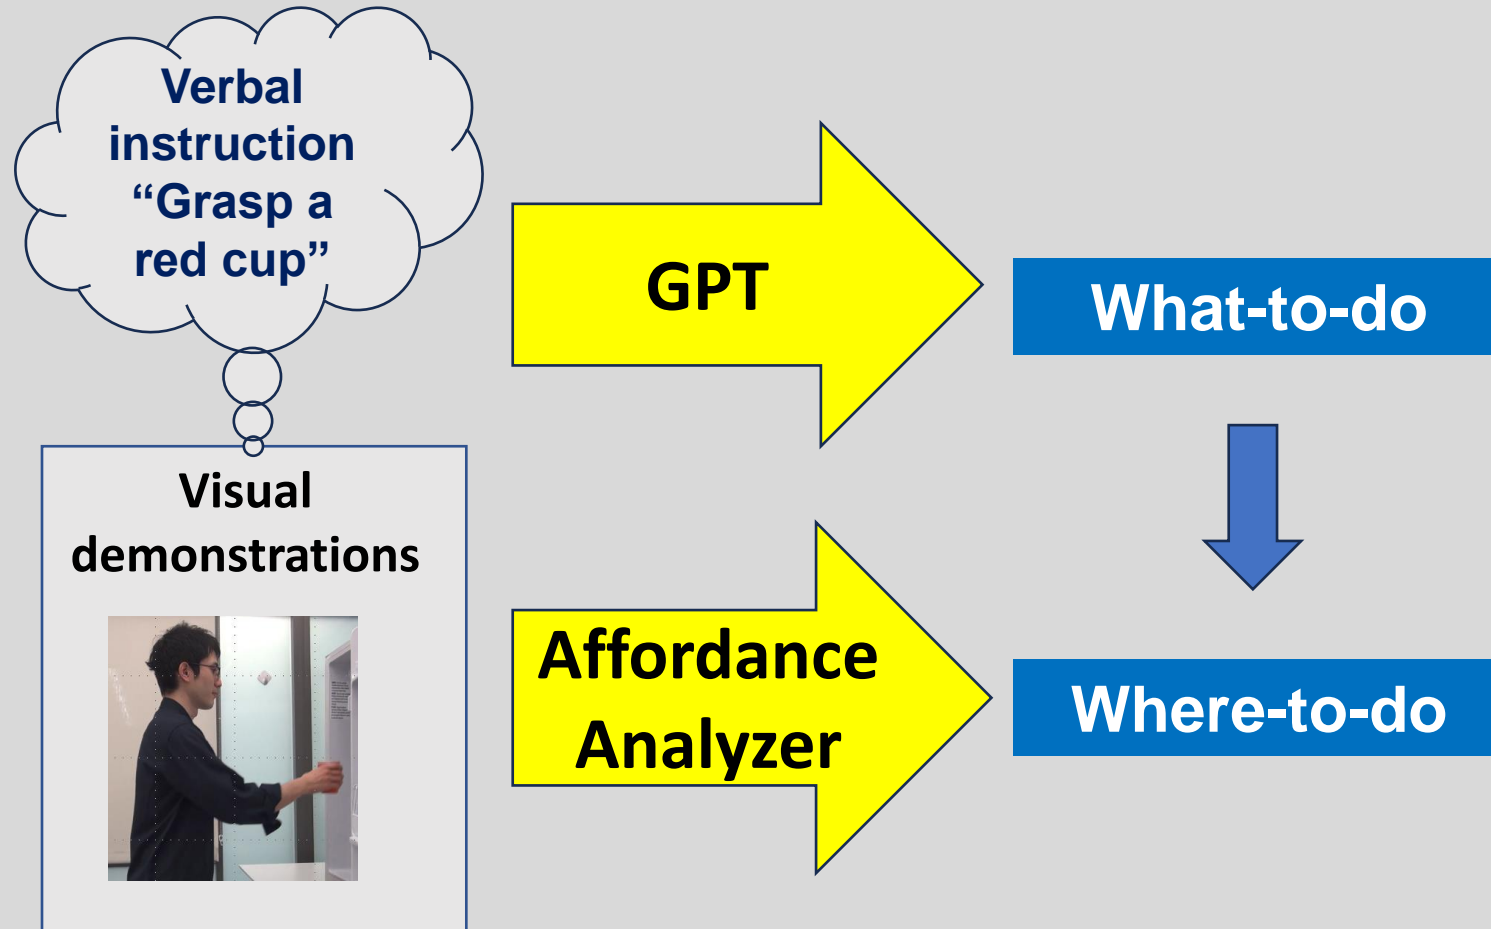 Verbal
instruction
“Grasp a
red cup”
GPT
What-to-do
Visual
demonstrations
Affordance
Analyzer
Where-to-do